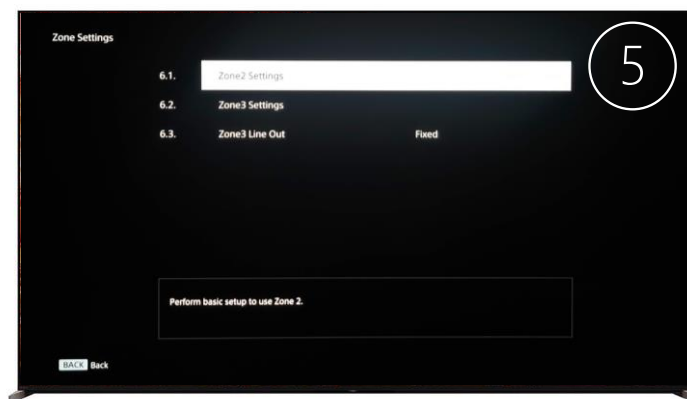 Zone Settings
5
6.1. Zone2 Settings
6.2. Zone3 Settings
6.3. Zone3 Line Out Fixed
Perform basic setup to use Zone 2.
BACK Back